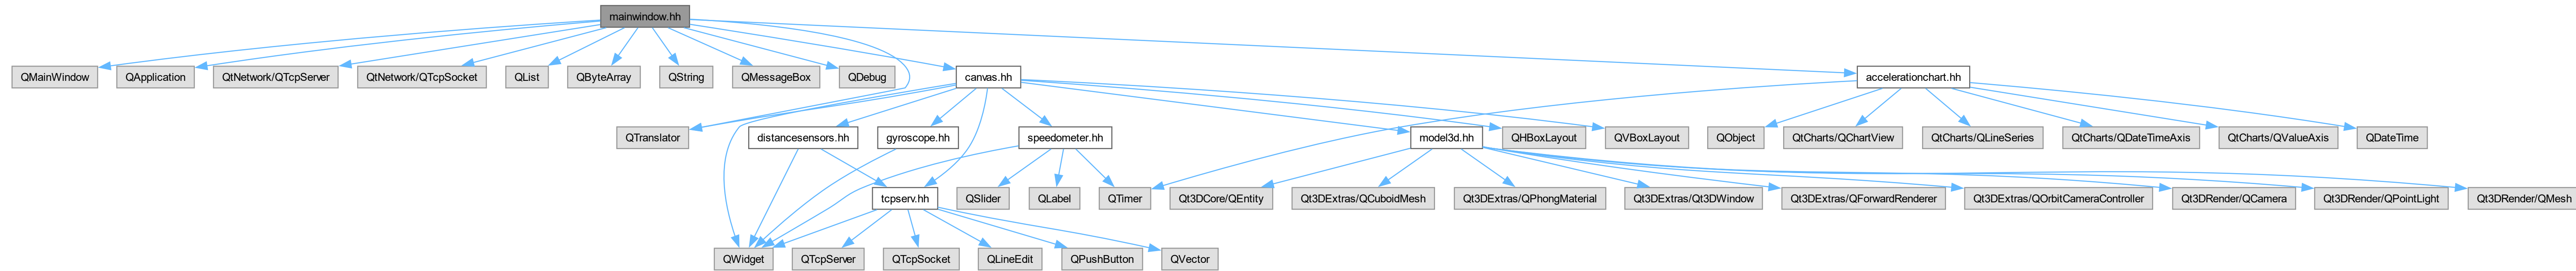 mainwindow.hh
QMainWindow
QApplication
QtNetwork/QTcpServer
QtNetwork/QTcpSocket
QList
QByteArray
QString
QMessageBox
QDebug
canvas.hh
accelerationchart.hh
QTranslator
distancesensors.hh
gyroscope.hh
speedometer.hh
model3d.hh
QHBoxLayout
QVBoxLayout
QObject
QtCharts/QChartView
QtCharts/QLineSeries
QtCharts/QDateTimeAxis
QtCharts/QValueAxis
QDateTime
tcpserv.hh
QSlider
QLabel
QTimer
Qt3DCore/QEntity
Qt3DExtras/QCuboidMesh
Qt3DExtras/QPhongMaterial
Qt3DExtras/Qt3DWindow
Qt3DExtras/QForwardRenderer
Qt3DExtras/QOrbitCameraController
Qt3DRender/QCamera
Qt3DRender/QPointLight
Qt3DRender/QMesh
QWidget
QTcpServer
QTcpSocket
QLineEdit
QPushButton
QVector